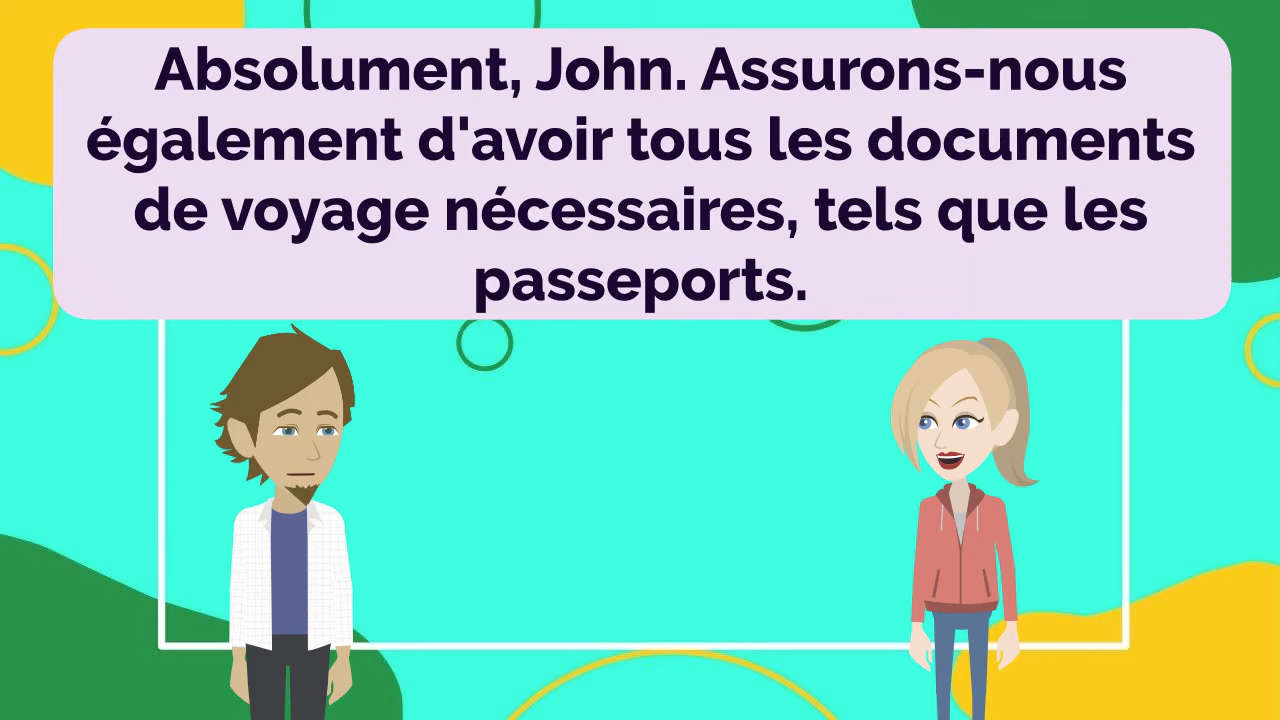 Absolument, John. Assurons-nous
également d'avoir tous les documents
de voyage nécessaires, tels que les
passeports.